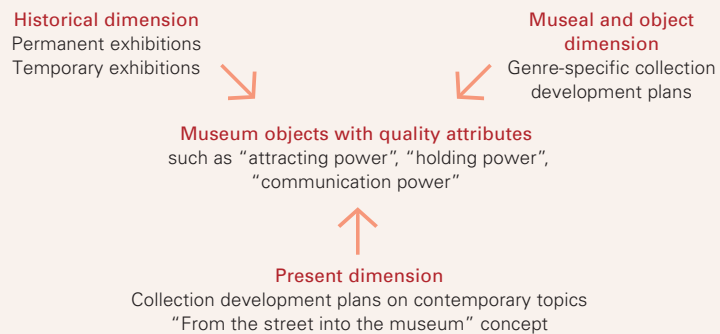 Historical dimension
Permanent exhibitions
Temporary exhibitions
Museal and object
dimension
Genre-specific collection
development plans
Museum objects with quality attributes
such as “attracting power”, “holding power”,
“communication power”
Present dimension
Collection development plans on contemporary topics
“From the street into the museum” concept